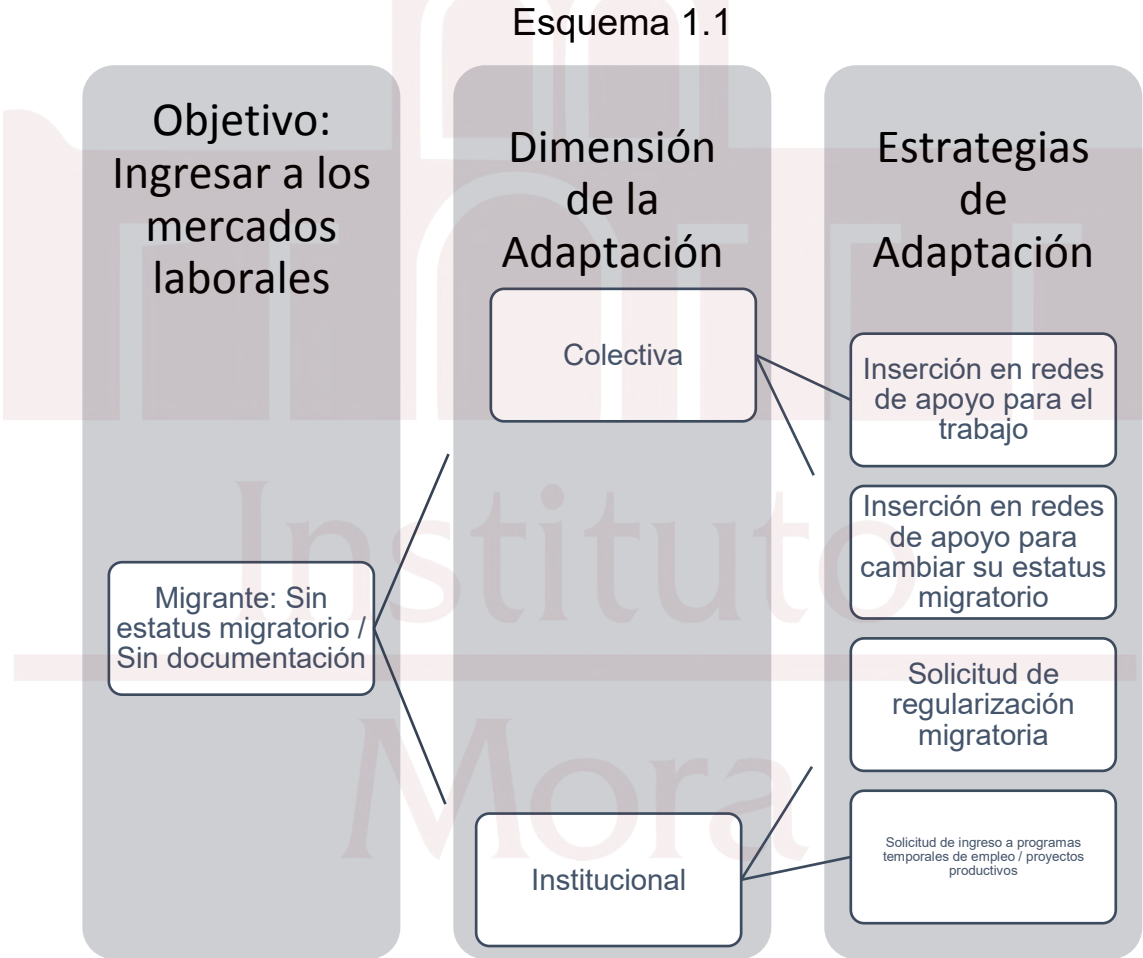 Esquema 1.1
Objetivo:
Ingresar a los
mercados
laborales
Migrante: Sin
estatus migratorio /
Sin documentación
Dimensión
de la
Adaptación
Colectiva
Institucional
Estrategias
de
Adaptación
Inserción en redes
de apoyo para el
trabajo
Inserción en redes
de apoyo para
cambiar su estatus
migratorio
Solicitud de
regularización
migratoria
Solicitud de ingreso a programas
temporales de empleo / proyectos
productivos
Instituto
Mora